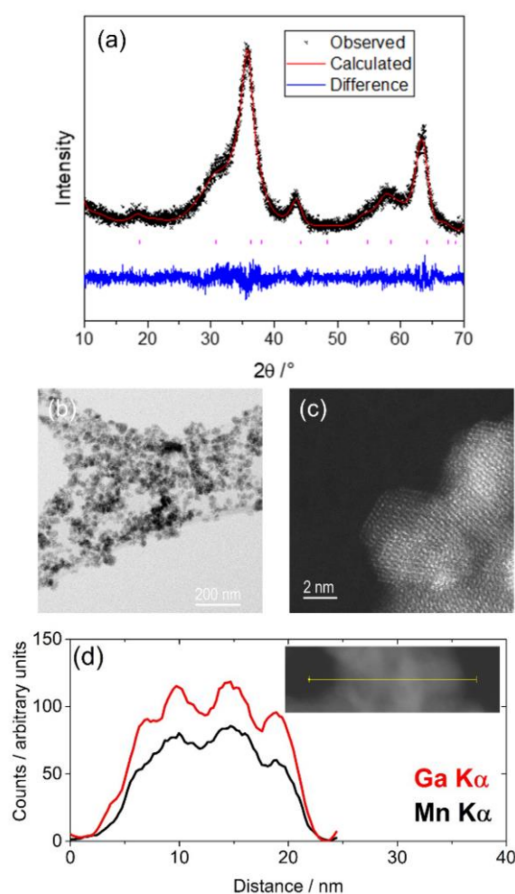 (a)
Observed
Calculated
Difference
Intensity
10 20 30 40 50 60 70
2θ /°
(b)
200 nm
(c)
2 nm
(d)
150
100
50
0
Counts / arbitrary units
Ga Kα
Mn Kα
0 10 20 30 40
Distance / nm